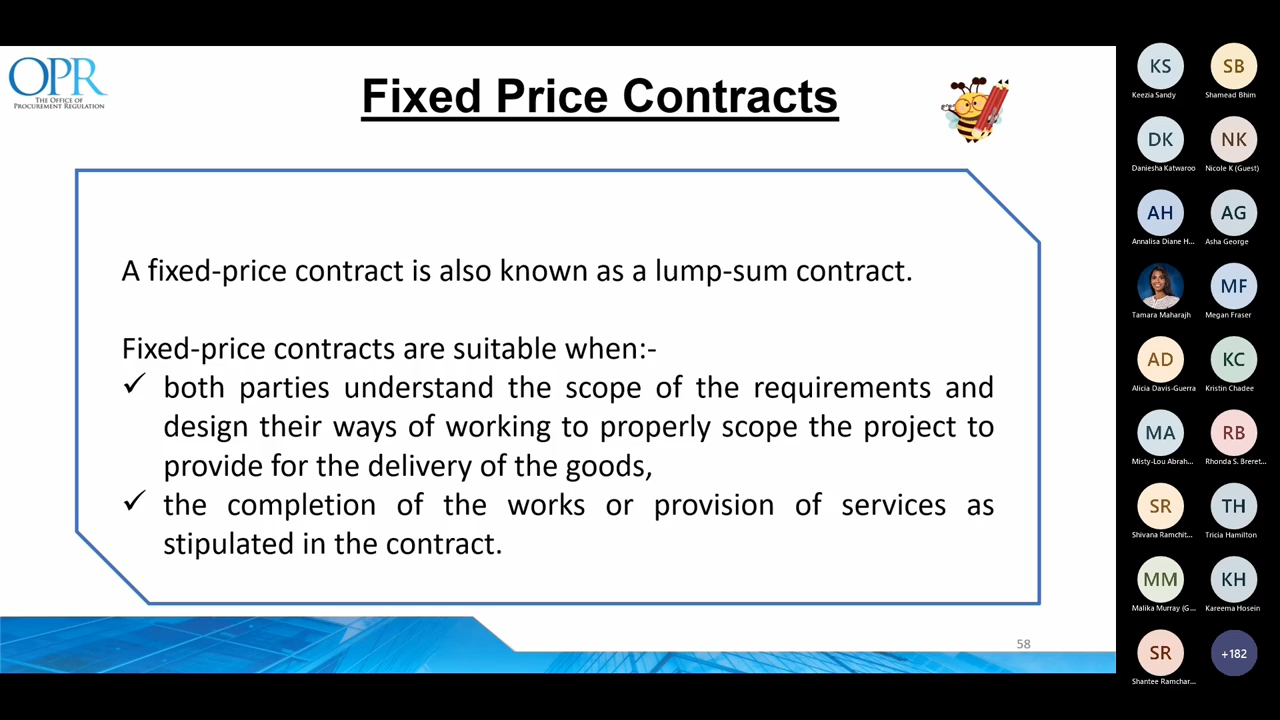 OPR
THE OFFICE OF
PROCUREMENT REGULATION
Fixed Price Contracts
A fixed-price contract is also known as a lump-sum contract.
Fixed-price contracts are suitable when:-
✓ both parties understand the scope of the requirements and
design their ways of working to properly scope the project to
provide for the delivery of the goods,
✓ the completion of the works or provision of services as
stipulated in the contract.
58
KS
Keezia Sandy
SB
Shamead Bhim
DK
Daniesha Katwaroo
NK
Nicole K (Guest)
AH
Annalisa Diane H...
AG
Asha George
Tamara Maharajh
MF
Megan Fraser
AD
Alicia Davis-Guerra
KC
Kristin Chadee
MA
Misty-Lou Abrah...
RB
Rhonda S. Breret...
SR
Shivana Ramchit...
TH
Tricia Hamilton
MM
Malika Murray (G...
KH
Kareema Hosein
SR
Shantee Ramchar...
+182